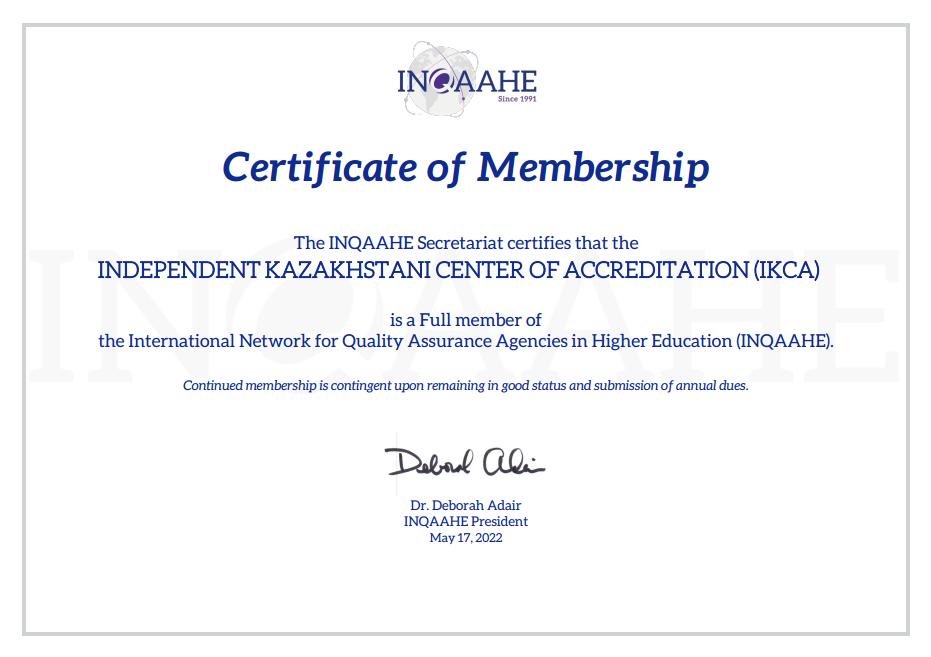 INQAAHE
Since 1991
Certificate of Membership
The INQAAHE Secretariat certifies that the
INDEPENDENT KAZAKHSTANI CENTER OF ACCREDITATION (IKCA)
is a Full member of
the International Network for Quality Assurance Agencies in Higher Education (INQAAHE).
Continued membership is contingent upon remaining in good status and submission of annual dues.
Deborah Adair
Dr. Deborah Adair
INQAAHE President
May 17, 2022
INQAAHE